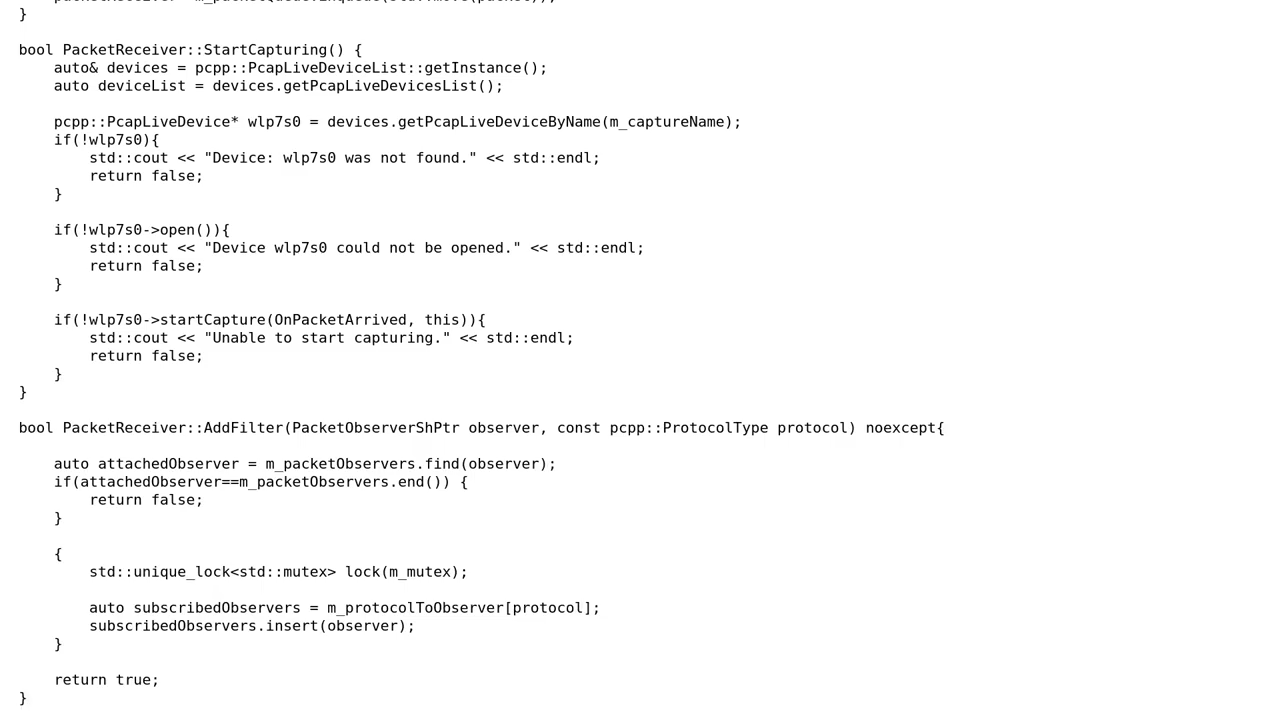 }
bool PacketReceiver::StartCapturing() {
    auto& devices = pcpp::PcapLiveDeviceList::getInstance();
    auto deviceList = devices.getPcapLiveDevicesList();
    pcpp::PcapLiveDevice* wlp7s0 = devices.getPcapLiveDeviceByName(m_captureName);
    if(!wlp7s0){
        std::cout << "Device: wlp7s0 was not found." << std::endl;
        return false;
    }
    if(!wlp7s0->open()){
        std::cout << "Device wlp7s0 could not be opened." << std::endl;
        return false;
    }
    if(!wlp7s0->startCapture(OnPacketArrived, this)){
        std::cout << "Unable to start capturing." << std::endl;
        return false;
    }
}
bool PacketReceiver::AddFilter(PacketObserverShPtr observer, const pcpp::ProtocolType protocol) noexcept{
    auto attachedObserver = m_packetObservers.find(observer);
    if(attachedObserver==m_packetObservers.end()) {
        return false;
    }
    {
        std::unique_lock<std::mutex> lock(m_mutex);
        auto subscribedObservers = m_protocolToObserver[protocol];
        subscribedObservers.insert(observer);
    }
    return true;
}